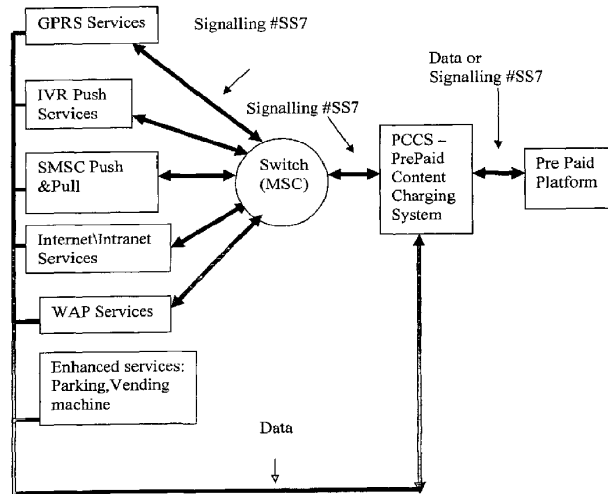 GPRS Services
Signalling #SS7
Data or
Signalling #SS7
IVR Push
Services
Signalling #SS7
SMSC Push
&Pull
Switch
(MSC)
PCCS –
PrePaid
Content
Charging
System
Pre Paid
Platform
Internet\Intranet
Services
WAP Services
Enhanced services:
Parking,Vending
machine
Data